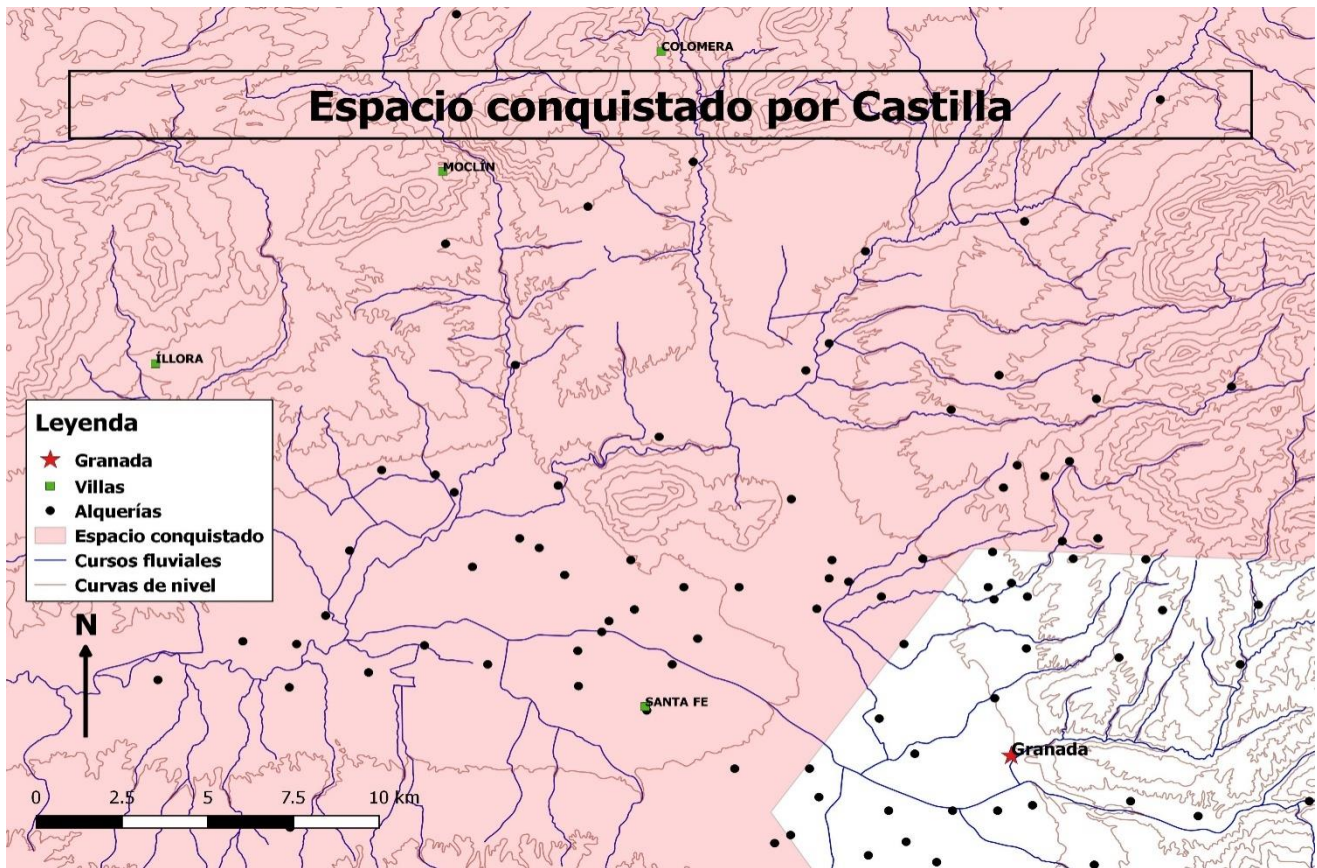 COLOMERA
Espacio conquistado por Castilla
MOCLÍN
ÍLLORA
Leyenda
Granada
Villas
Alquerías
Espacio conquistado
Cursos fluviales
Curvas de nivel
N
SANTA FE
Granada
0 2.5 5 7.5 10 km